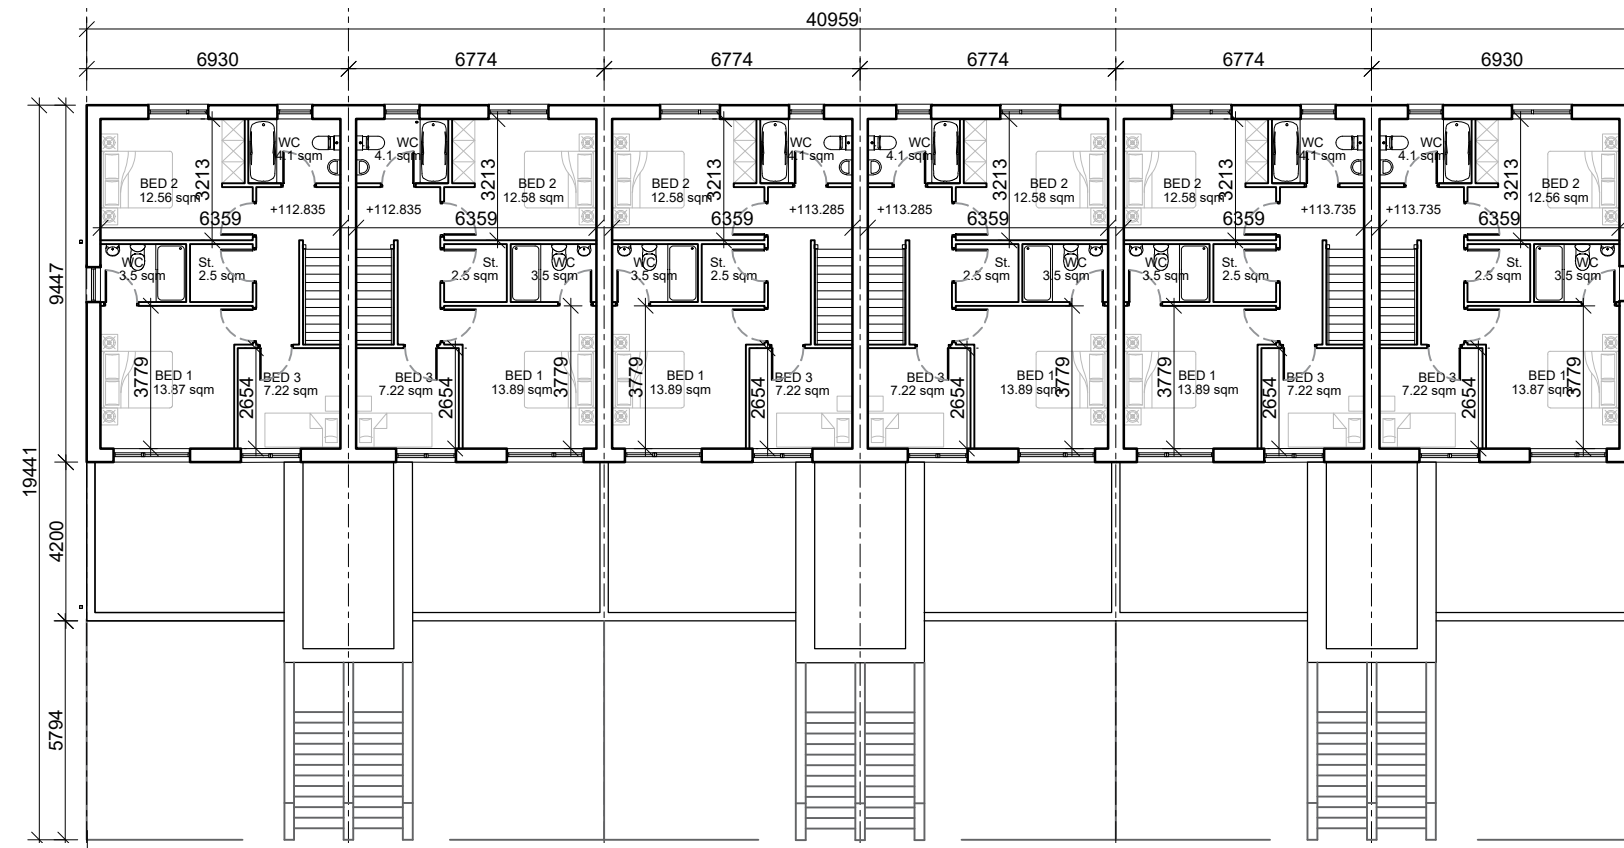 40959
6930
6774
6774
6774
6774
6930
WC
4.1 sqm
WC
4.1 sqm
WC
4.1 sqm
WC
4.1 sqm
WC
4.1 sqm
WC
4.1 sqm
3213
3213
3213
3213
3213
3213
BED 2
12.56 sqm
BED 2
12.58 sqm
BED 2
12.58 sqm
BED 2
12.58 sqm
BED 2
12.58 sqm
BED 2
12.56 sqm
+112.835
+112.835
+113.285
+113.285
+113.735
+113.735
6359
6359
6359
6359
6359
6359
WC
3.5 sqm
St.
2.5 sqm
St.
2.5 sqm
WC
3.5 sqm
WC
3.5 sqm
St.
2.5 sqm
St.
2.5 sqm
WC
3.5 sqm
WC
3.5 sqm
St.
2.5 sqm
St.
2.5 sqm
WC
3.5 sqm
9447
3779
BED 1
13.87 sqm
2654
BED 3
7.22 sqm
BED 3
7.22 sqm
2654
BED 1
13.89 sqm
3779
3779
BED 1
13.89 sqm
2654
BED 3
7.22 sqm
BED 3
7.22 sqm
2654
BED 1
13.89 sqm
3779
3779
BED 1
13.89 sqm
2654
BED 3
7.22 sqm
BED 3
7.22 sqm
2654
BED 1
13.87 sqm
3779
19441
4200
5794